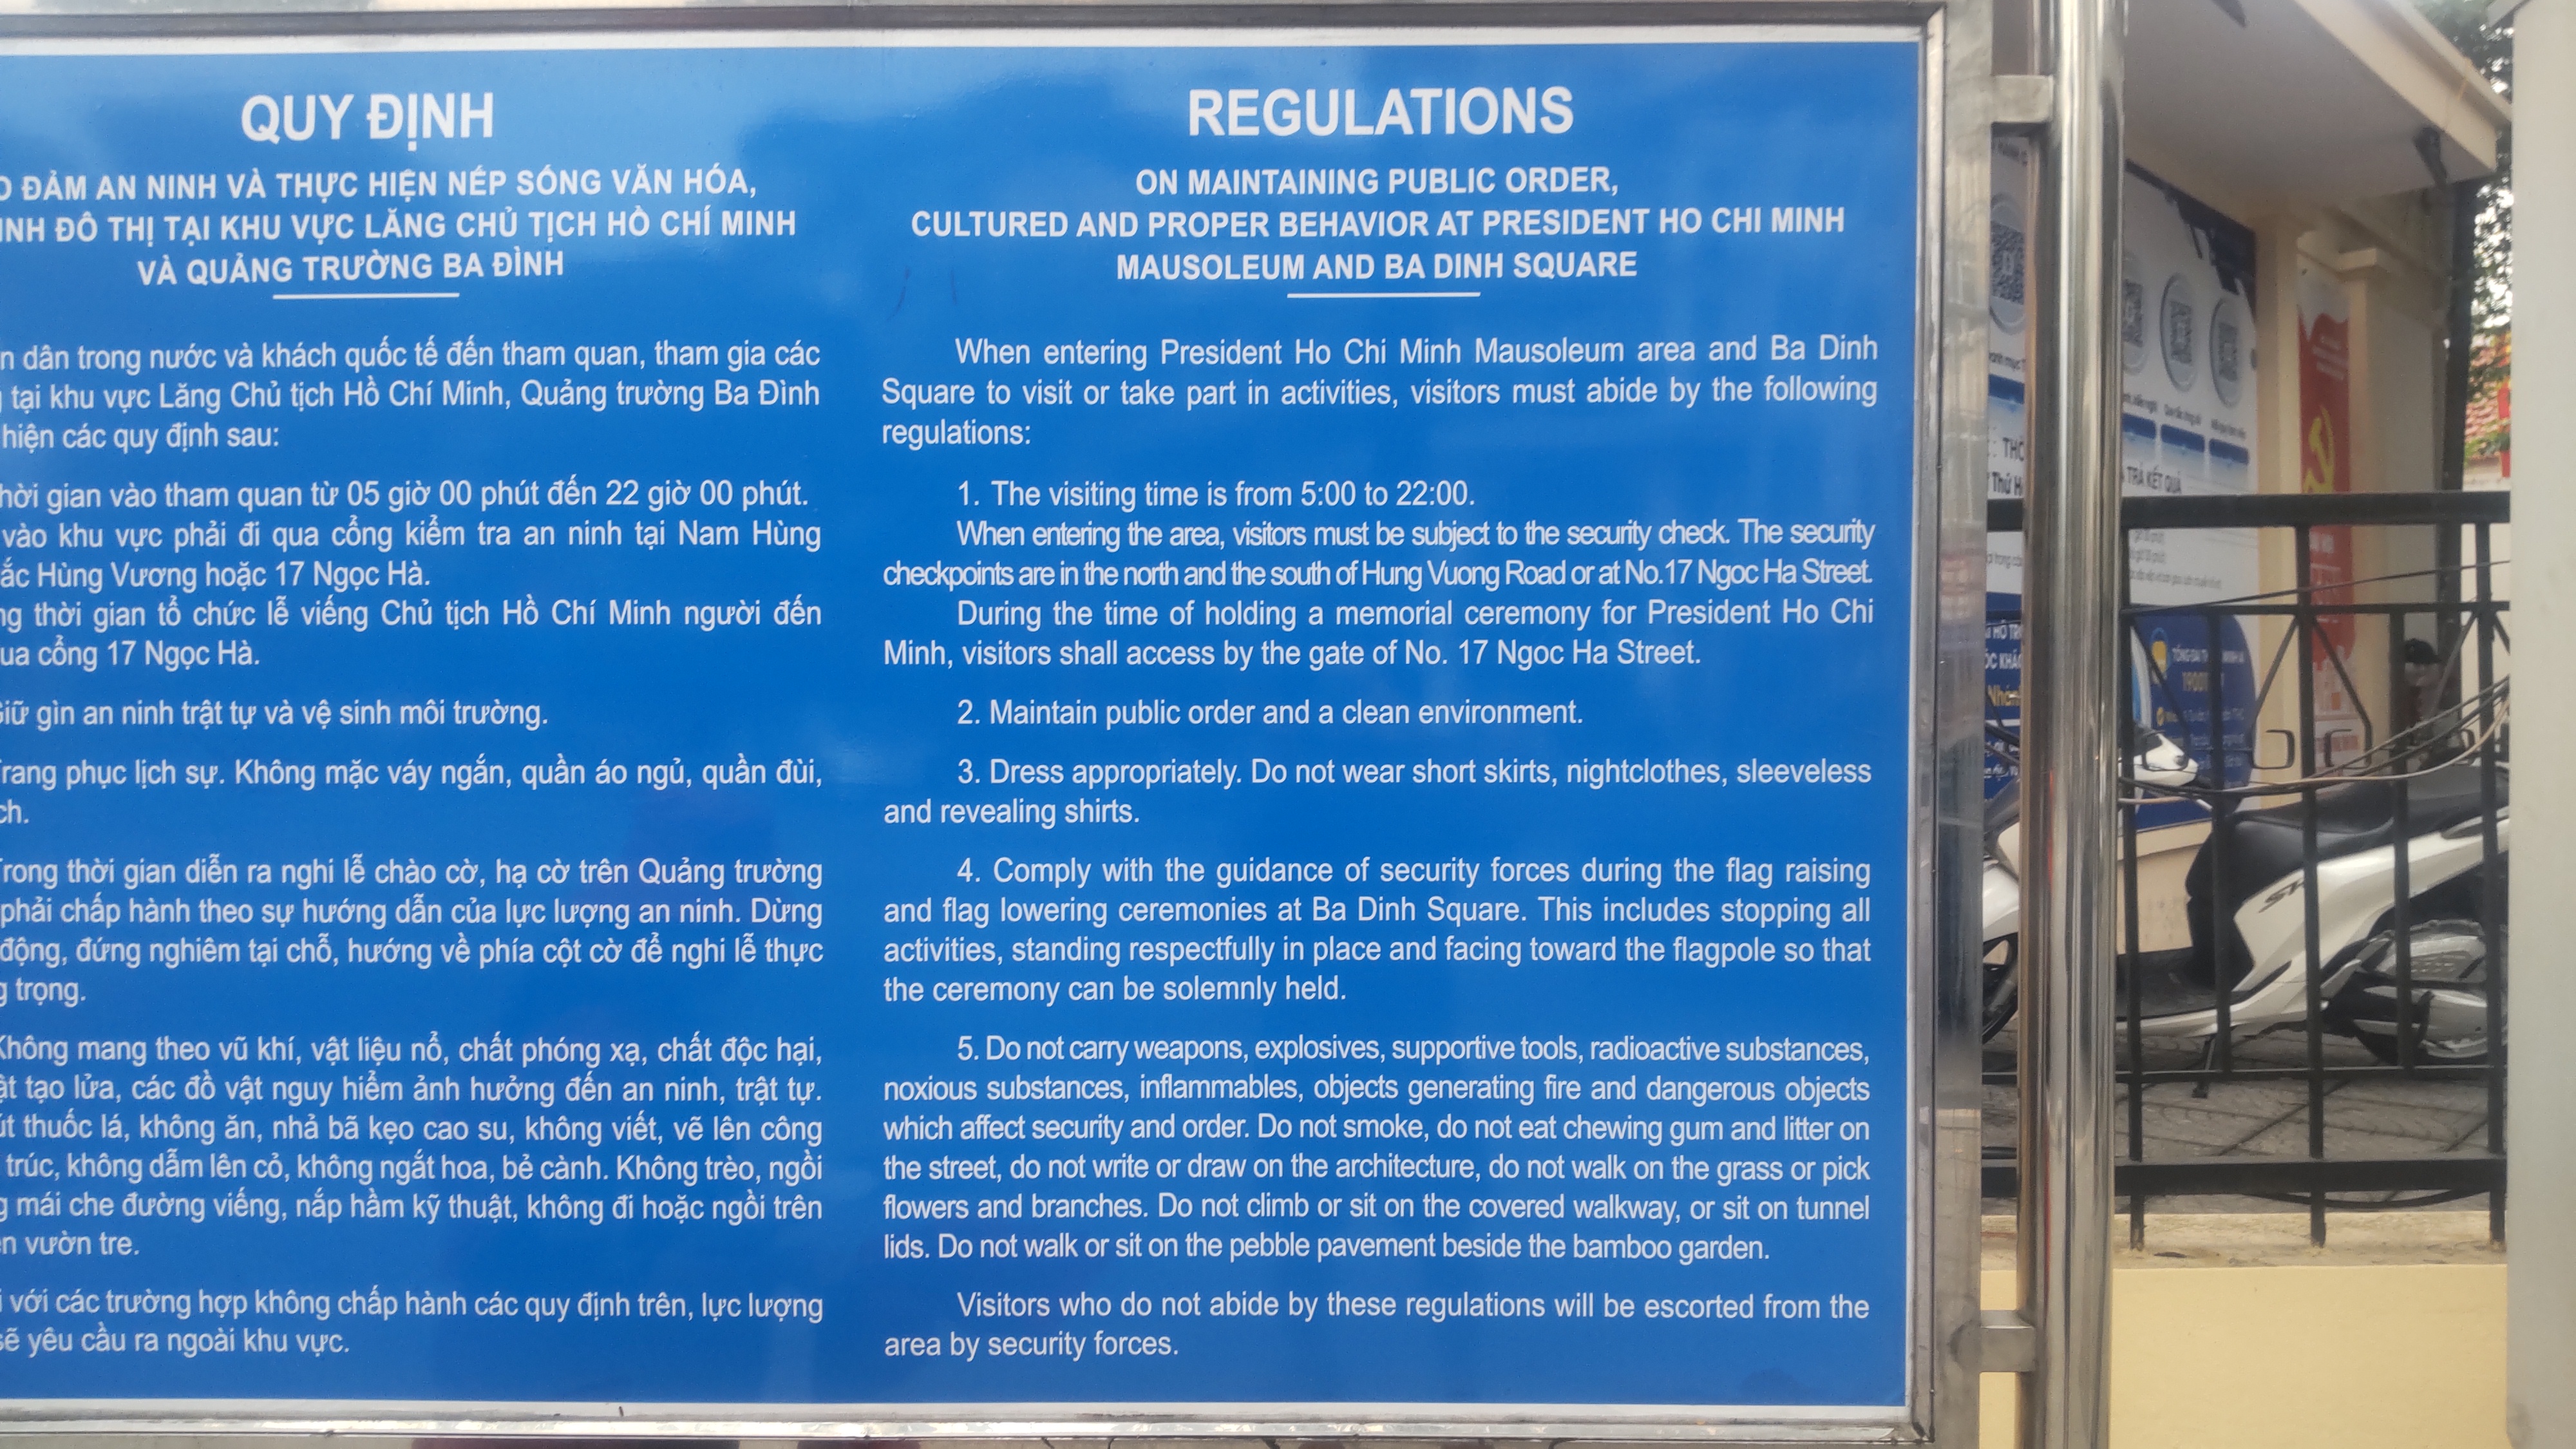 QUY ĐỊNH
ĐẢM AN NINH VÀ THỰC HIỆN NẾP SỐNG VĂN HÓA,
ĐÔ THỊ TẠI KHU VỰC LĂNG CHỦ TỊCH HỒ CHÍ MINH
VÀ QUẢNG TRƯỜNG BA ĐÌNH
dân trong nước và khách quốc tế đến tham quan, tham gia các
tại khu vực Lăng Chủ tịch Hồ Chí Minh, Quảng trường Ba Đình
hiện các quy định sau:
hời gian vào tham quan từ 05 giờ 00 phút đến 22 giờ 00 phút.
vào khu vực phải đi qua cổng kiểm tra an ninh tại Nam Hùng
ắc Hùng Vương hoặc 17 Ngọc Hà.
thời gian tổ chức lễ viếng Chủ tịch Hồ Chí Minh người đến
ua cổng 17 Ngọc Hà.
iữ gìn an ninh trật tự và vệ sinh môi trường.
rang phục lịch sự. Không mặc váy ngắn, quần áo ngủ, quần đùi,
ch.
rong thời gian diễn ra nghi lễ chào cờ, hạ cờ trên Quảng trường
phải chấp hành theo sự hướng dẫn của lực lượng an ninh. Dừng
động, đứng nghiêm tại chỗ, hướng về phía cột cờ để nghi lễ thực
trọng.
Không mang theo vũ khí, vật liệu nổ, chất phóng xạ, chất độc hại,
ật tạo lửa, các đồ vật nguy hiểm ảnh hưởng đến an ninh, trật tự.
út thuốc lá, không ăn, nhả bã kẹo cao su, không viết, vẽ lên công
trúc, không dẫm lên cỏ, không ngắt hoa, bẻ cành. Không trèo, ngồi
mái che đường viếng, nắp hầm kỹ thuật, không đi hoặc ngồi trên
vườn tre.
với các trường hợp không chấp hành các quy định trên, lực lượng
sẽ yêu cầu ra ngoài khu vực.
REGULATIONS
ON MAINTAINING PUBLIC ORDER,
CULTURED AND PROPER BEHAVIOR AT PRESIDENT HO CHI MINH
MAUSOLEUM AND BA DINH SQUARE
When entering President Ho Chi Minh Mausoleum area and Ba Dinh
Square to visit or take part in activities, visitors must abide by the following
regulations:
1. The visiting time is from 5:00 to 22:00.
When entering the area, visitors must be subject to the security check. The security
checkpoints are in the north and the south of Hung Vuong Road or at No.17 Ngoc Ha Street.
During the time of holding a memorial ceremony for President Ho Chi
Minh, visitors shall access by the gate of No. 17 Ngoc Ha Street.
2. Maintain public order and a clean environment.
3. Dress appropriately. Do not wear short skirts, nightclothes, sleeveless
and revealing shirts.
4. Comply with the guidance of security forces during the flag raising
and flag lowering ceremonies at Ba Dinh Square. This includes stopping all
activities, standing respectfully in place and facing toward the flagpole so that
the ceremony can be solemnly held.
5. Do not carry weapons, explosives, supportive tools, radioactive substances,
noxious substances, inflammables, objects generating fire and dangerous objects
which affect security and order. Do not smoke, do not eat chewing gum and litter on
the street, do not write or draw on the architecture, do not walk on the grass or pick
flowers and branches. Do not climb or sit on the covered walkway, or sit on tunnel
lids. Do not walk or sit on the pebble pavement beside the bamboo garden.
Visitors who do not abide by these regulations will be escorted from the
area by security forces.
TRẢ KẾT QUẢ